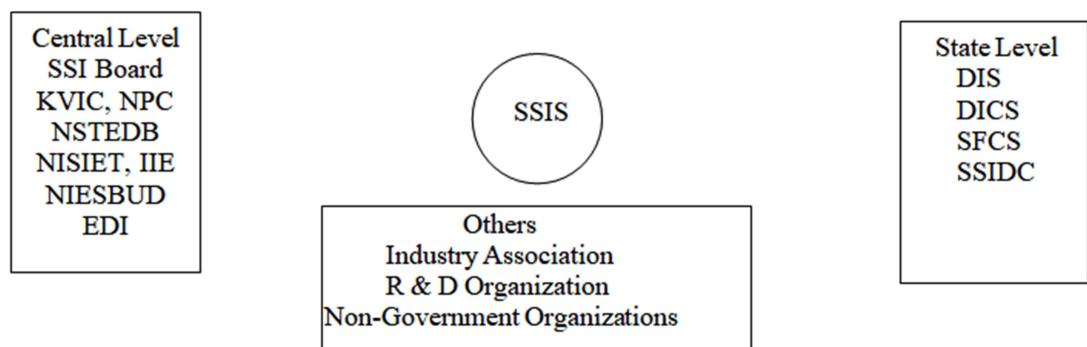 Central Level
SSI Board
KVIC, NPC
NSTEDB
NISIET, IIE
NIESBUD
EDI
SSIS
State Level
DIS
DICS
SFCS
SSIDC
Others
Industry Association
R & D Organization
Non-Government Organizations